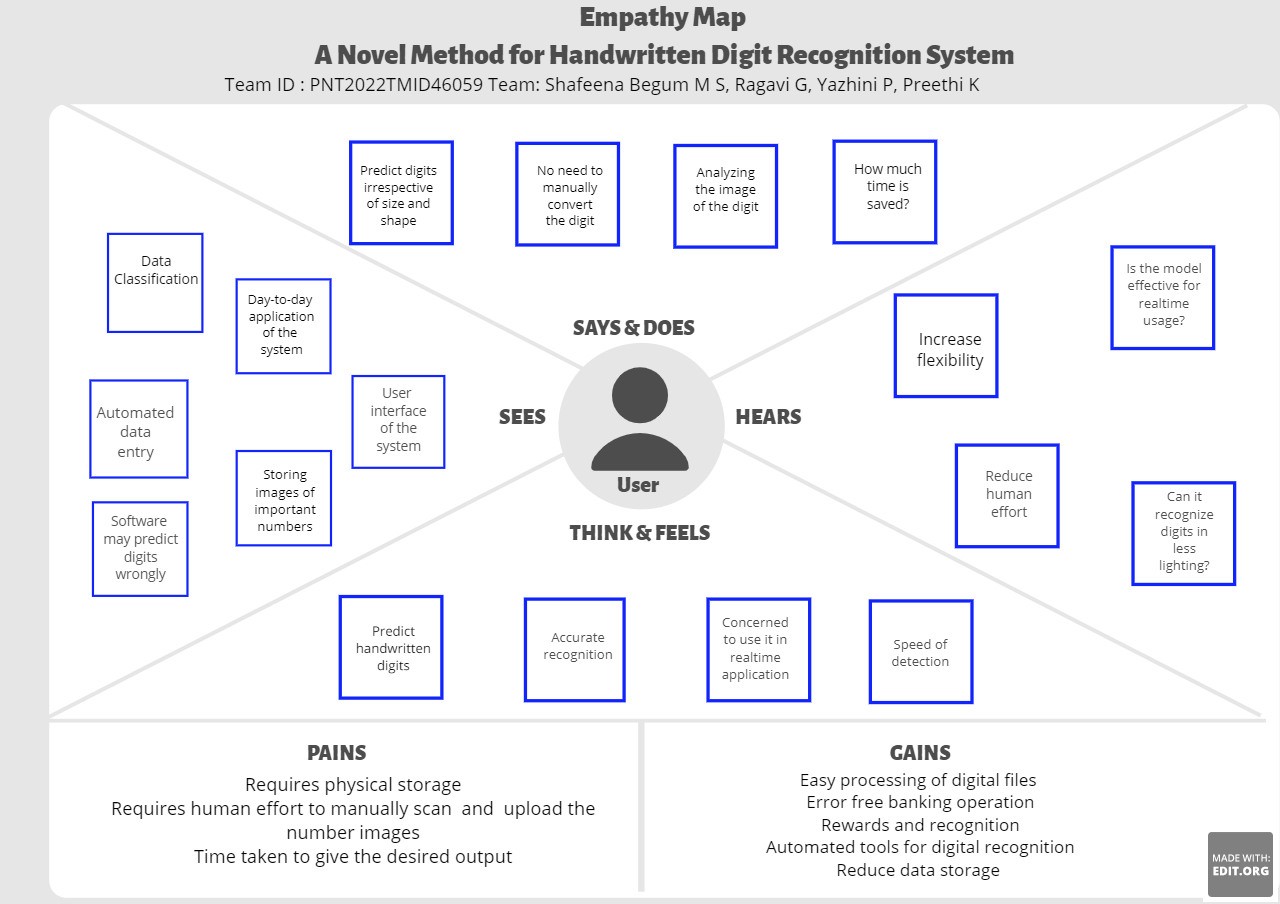 Empathy Map
A Novel Method for Handwritten Digit Recognition System
Team ID : PNT2022TMID46059 Team: Shafeena Begum M S, Ragavi G, Yazhini P, Preethi K
Predict digits
irrespective
of size and
shape
No need to
manually
convert
the digit
Analyzing
the image
of the digit
How much
time is
saved?
Data
Classification
Day-to-day
application
of the
system
Automated
data
entry
User
interface
of the
system
Storing
images of
important
numbers
Software
may predict
digits
wrongly
SAYS & DOES
SEES
HEARS
User
THINK & FEELS
Increase
flexibility
Is the model
effective for
realtime
usage?
Reduce
human
effort
Can it
recognize
digits in
less
lighting?
Predict
handwritten
digits
Accurate
recognition
Concerned
to use it in
realtime
application
Speed of
detection
PAINS
Requires physical storage
Requires human effort to manually scan and upload the
number images
Time taken to give the desired output
GAINS
Easy processing of digital files
Error free banking operation
Rewards and recognition
Automated tools for digital recognition
Reduce data storage
MADE WITH:
EDIT.ORG